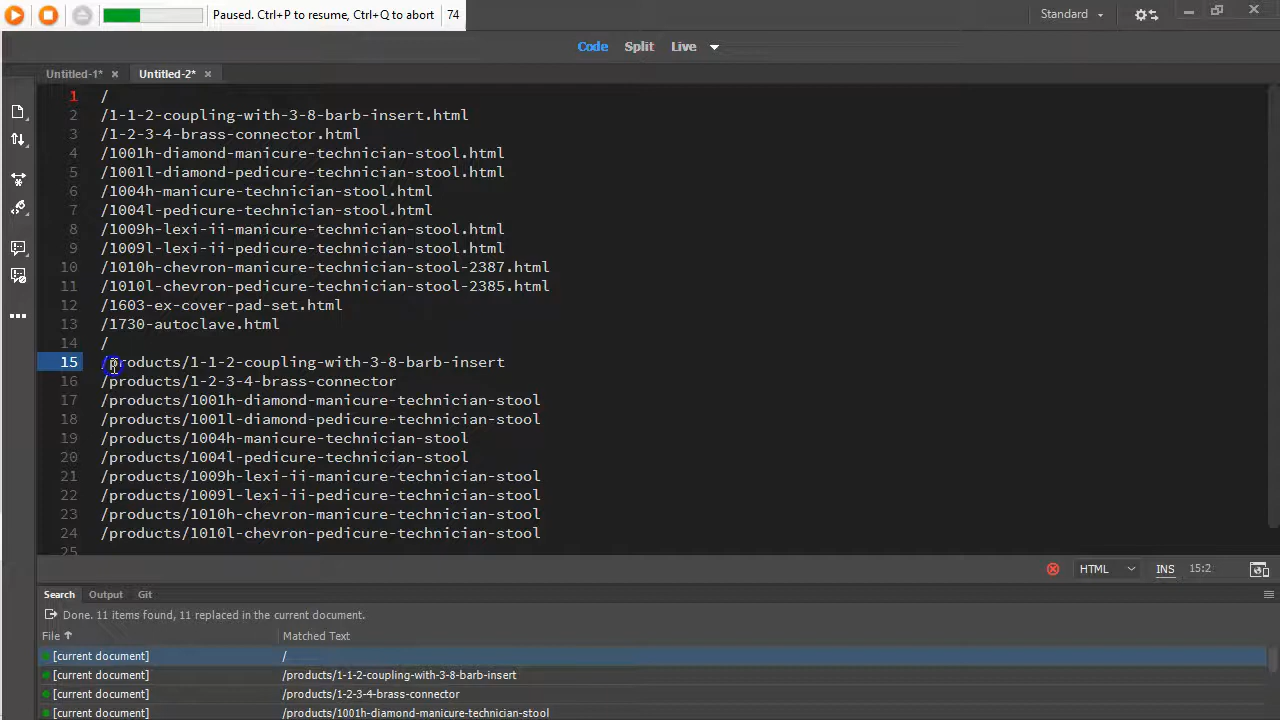 Paused. Ctrl+P to resume, Ctrl+Q to abort 74
Standard
Code Split Live
Untitled-1* × Untitled-2* ×
1 /
2 /1-1-2-coupling-with-3-8-barb-insert.html
3 /1-2-3-4-brass-connector.html
4 /1001h-diamond-manicure-technician-stool.html
5 /1001l-diamond-pedicure-technician-stool.html
6 /1004h-manicure-technician-stool.html
7 /1004l-pedicure-technician-stool.html
8 /1009h-lexi-ii-manicure-technician-stool.html
9 /1009l-lexi-ii-pedicure-technician-stool.html
10 /1010h-chevron-manicure-technician-stool-2387.html
11 /1010l-chevron-pedicure-technician-stool-2385.html
12 /1603-ex-cover-pad-set.html
13 /1730-autoclave.html
14 /
15 /products/1-1-2-coupling-with-3-8-barb-insert
16 /products/1-2-3-4-brass-connector
17 /products/1001h-diamond-manicure-technician-stool
18 /products/1001l-diamond-pedicure-technician-stool
19 /products/1004h-manicure-technician-stool
20 /products/1004l-pedicure-technician-stool
21 /products/1009h-lexi-ii-manicure-technician-stool
22 /products/1009l-lexi-ii-pedicure-technician-stool
23 /products/1010h-chevron-manicure-technician-stool
24 /products/1010l-chevron-pedicure-technician-stool
25
HTML INS 15:2
Search Output Git
Done. 11 items found, 11 replaced in the current document.
File Matched Text
[current document] /
[current document] /products/1-1-2-coupling-with-3-8-barb-insert
[current document] /products/1-2-3-4-brass-connector
[current document] /products/1001h-diamond-manicure-technician-stool